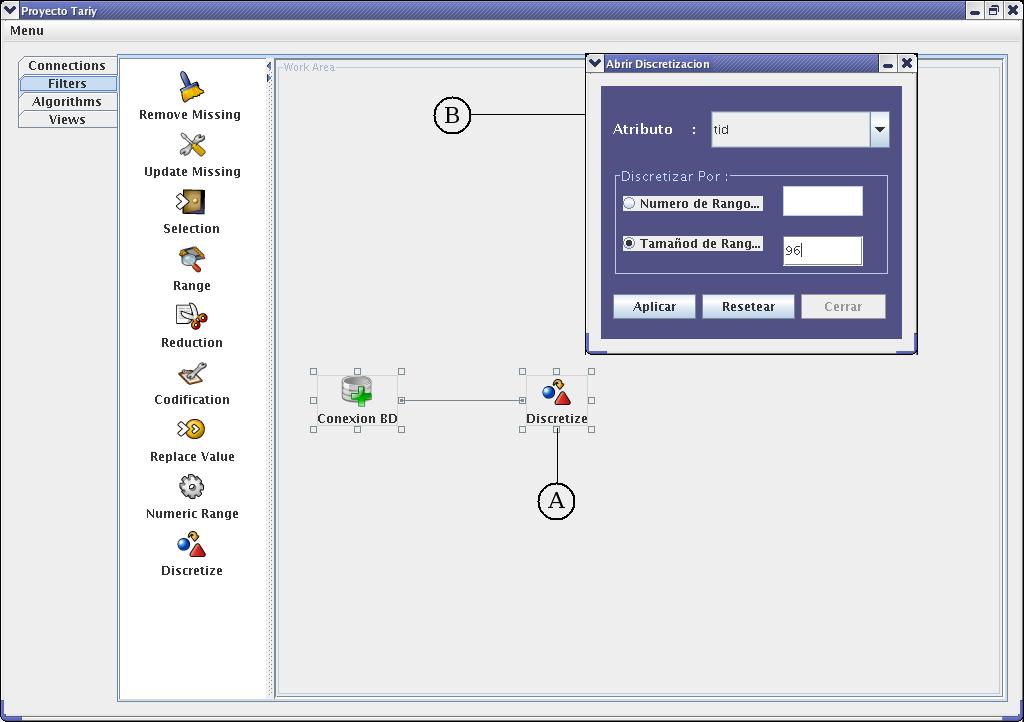 Proyecto Tariy
Menu
Connections
Filters
Algorithms
Views
Remove Missing
Update Missing
Selection
Range
Reduction
Codification
Replace Value
Numeric Range
Discretize
Work Area
B
Abrir Discretizacion
Atributo : tid
Discretizar Por :
Numero de Rango...
Tamañod de Rang... 96
Aplicar Resetear Cerrar
Conexion BD
Discretize
A